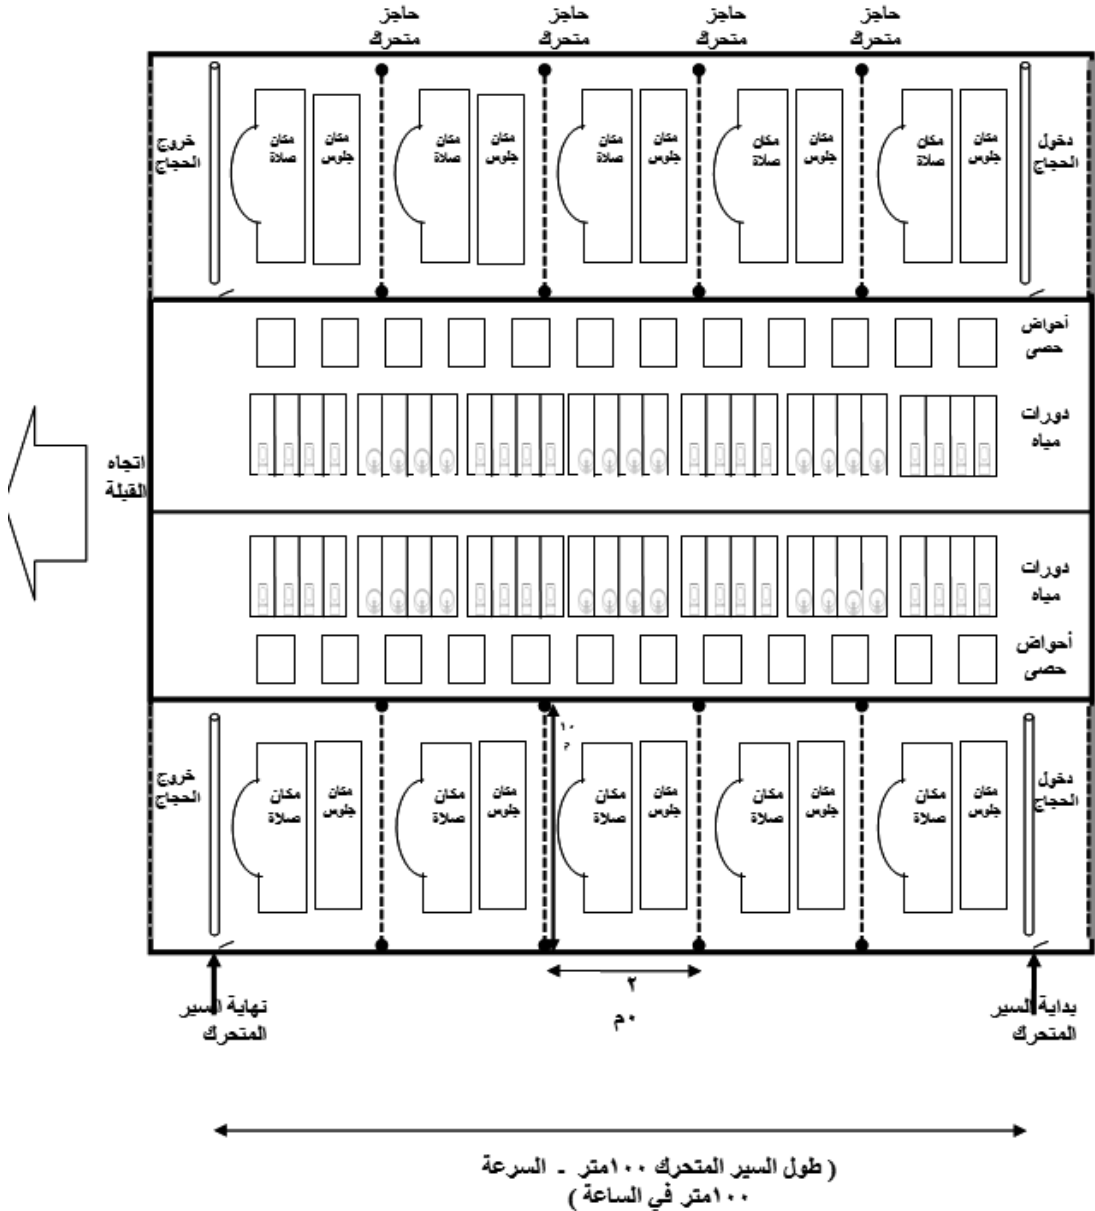 حاجز
متحرك
حاجز
متحرك
حاجز
متحرك
حاجز
متحرك
دخول
الحجاج
مكان
جلوس
مكان
صلاة
مكان
جلوس
مكان
صلاة
مكان
جلوس
مكان
صلاة
مكان
جلوس
مكان
صلاة
مكان
جلوس
مكان
صلاة
خروج
الحجاج
أحواض
حصى
دورات
مياه
اتجاه
القبلة
دورات
مياه
أحواض
حصى
دخول
الحجاج
مكان
جلوس
مكان
صلاة
مكان
جلوس
مكان
صلاة
١٠
م
مكان
جلوس
مكان
صلاة
مكان
جلوس
مكان
صلاة
مكان
جلوس
مكان
صلاة
خروج
الحجاج
بداية السير
المتحرك
٢
٠م
نهاية السير
المتحرك
( طول السير المتحرك ١٠٠متر - السرعة
١٠٠متر في الساعة )